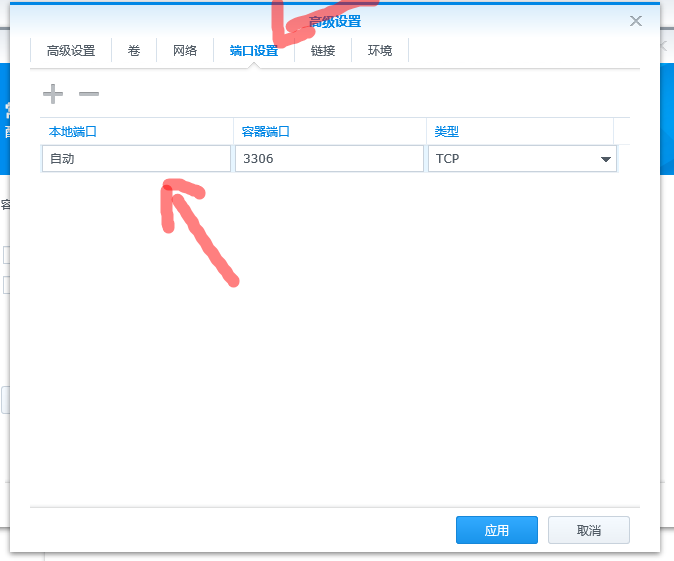 高级设置
高级设置 卷 网络 端口设置 链接 环境
本地端口 容器端口 类型
自动 3306 TCP
应用 取消